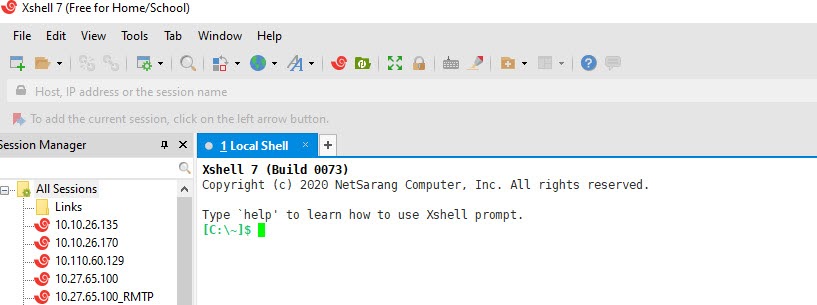 Xshell 7 (Free for Home/School)
File Edit View Tools Tab Window Help
Host, IP address or the session name
To add the current session, click on the left arrow button.
Session Manager
1 Local Shell
All Sessions
Links
10.10.26.135
10.10.26.170
10.110.60.129
10.27.65.100
10.27.65.100_RMTP
Xshell 7 (Build 0073)
Copyright (c) 2020 NetSarang Computer, Inc. All rights reserved.
Type `help' to learn how to use Xshell prompt.
[C:\~]$